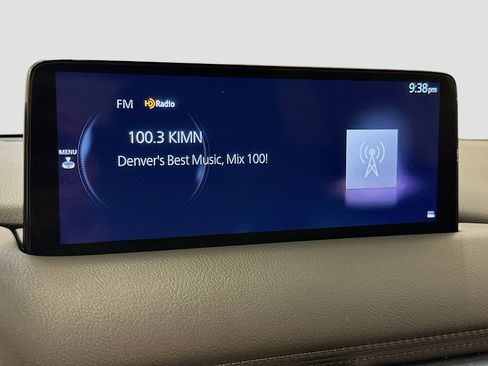 9:38pm
FM HD Radio
100.3 KIMN
MENU
Denver's Best Music, Mix 100!